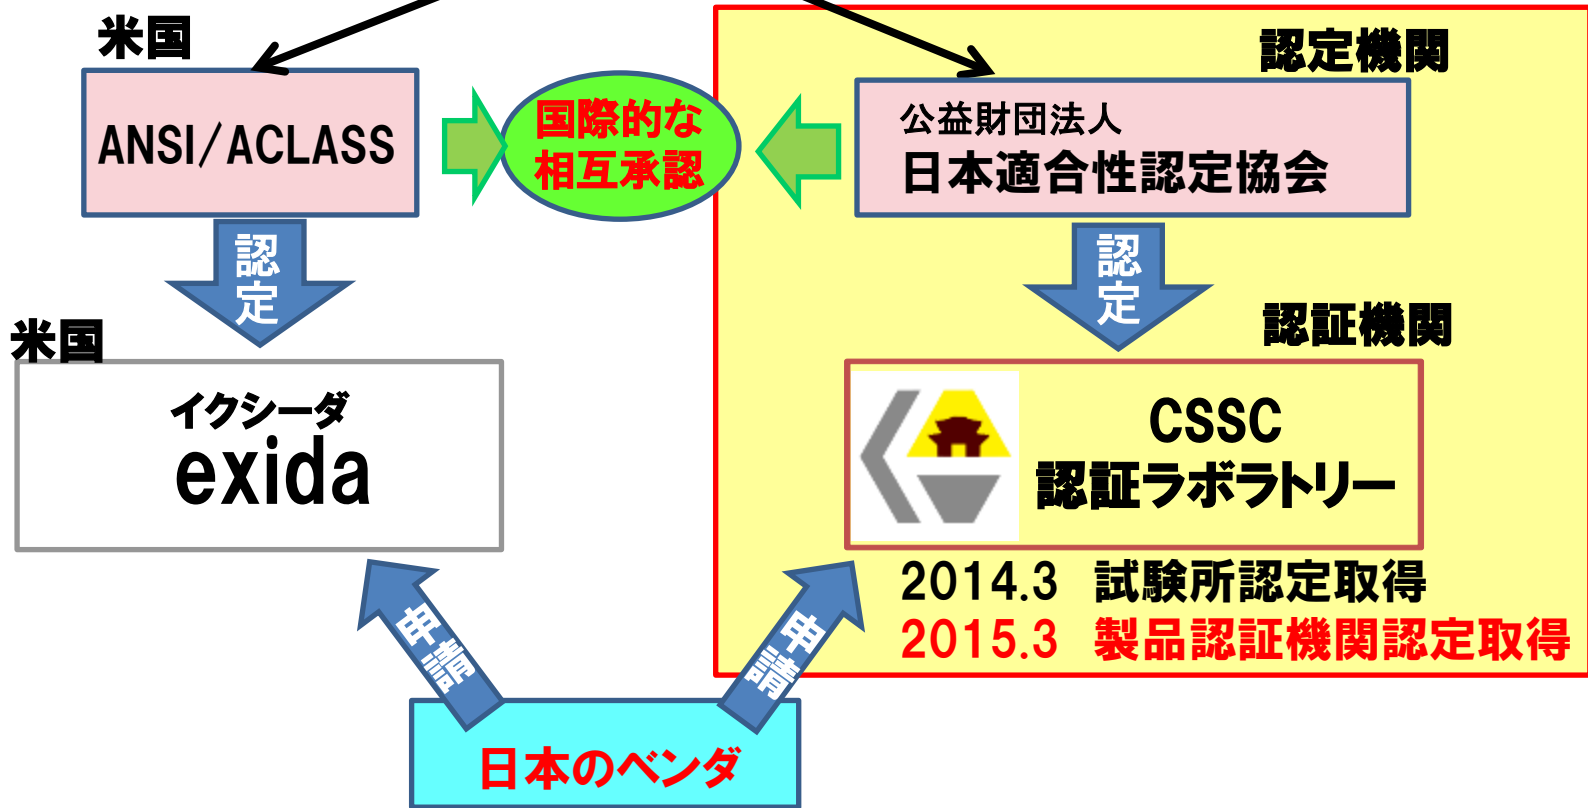 米国
ANSI/ACLASS
国際的な
相互承認
認定機関
公益財団法人
日本適合性認定協会
認定
認定
米国
イクシーダ
exida
認証機関
CSSC
認証ラボラトリー
2014.3 試験所認定取得
2015.3 製品認証機関認定取得
申請
申請
日本のベンダ